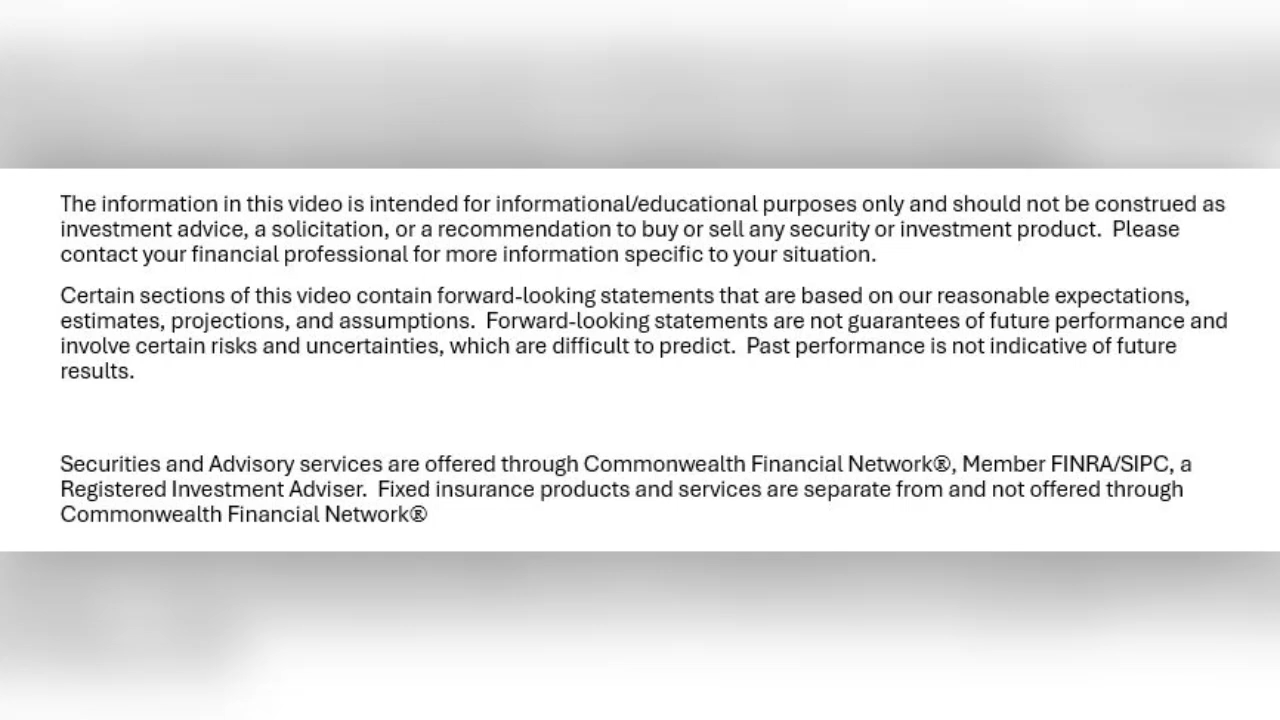 The information in this video is intended for informational/educational purposes only and should not be construed as
investment advice, a solicitation, or a recommendation to buy or sell any security or investment product.  Please
contact your financial professional for more information specific to your situation.
Certain sections of this video contain forward-looking statements that are based on our reasonable expectations,
estimates, projections, and assumptions.  Forward-looking statements are not guarantees of future performance and
involve certain risks and uncertainties, which are difficult to predict.  Past performance is not indicative of future
results.
Securities and Advisory services are offered through Commonwealth Financial Network®, Member FINRA/SIPC, a
Registered Investment Adviser.  Fixed insurance products and services are separate from and not offered through
Commonwealth Financial Network®